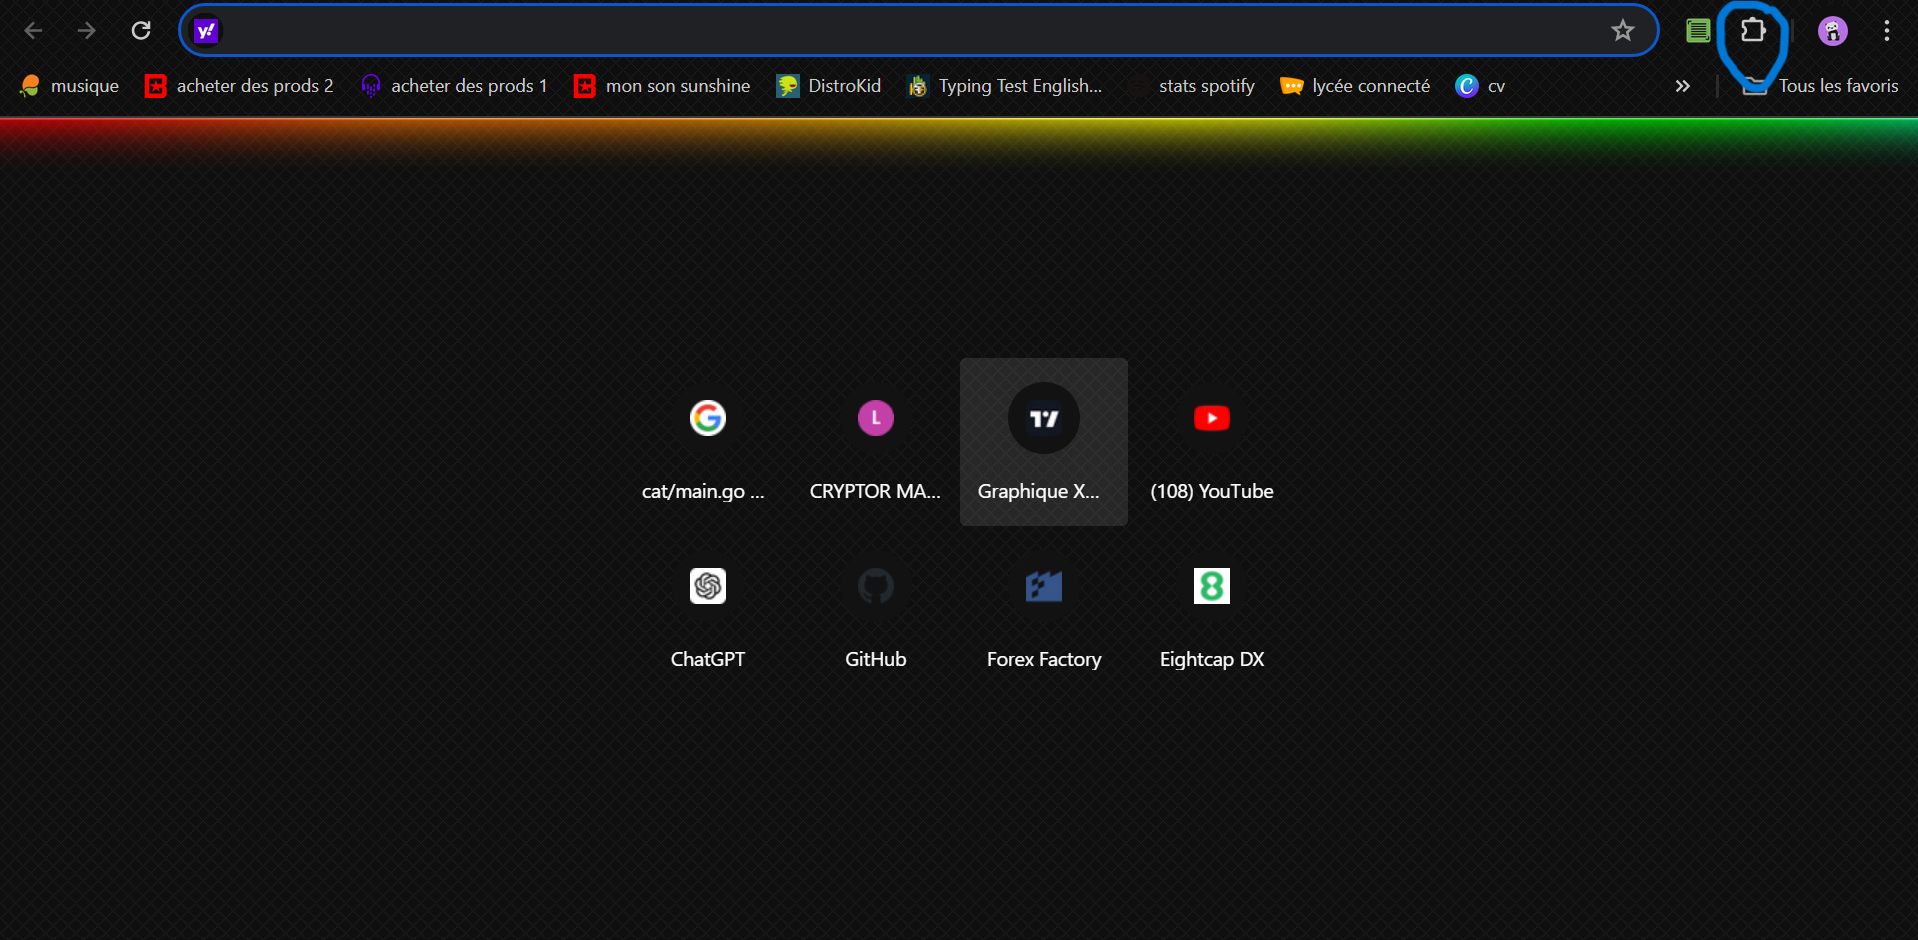 y!
musique acheter des prods 2 acheter des prods 1 mon son sunshine DistroKid Typing Test English... stats spotify lycée connecté cv » Tous les favoris
L
cat/main.go ... CRYPTOR MA... Graphique X... (108) YouTube
8
ChatGPT GitHub Forex Factory Eightcap DX